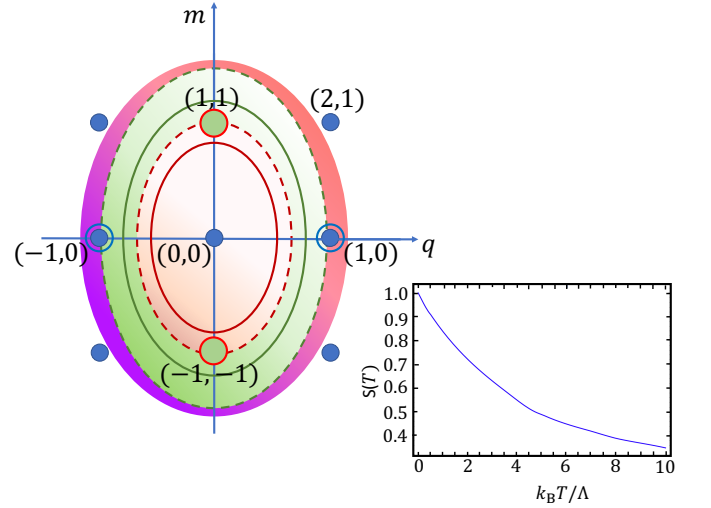 m
(1,1)
(2,1)
(−1,0)
(0,0)
(1,0)
q
(−1,−1)
1.0
0.9
0.8
0.7
0.6
0.5
0.4
S(T)
0 2 4 6 8 10
k_B T/Λ